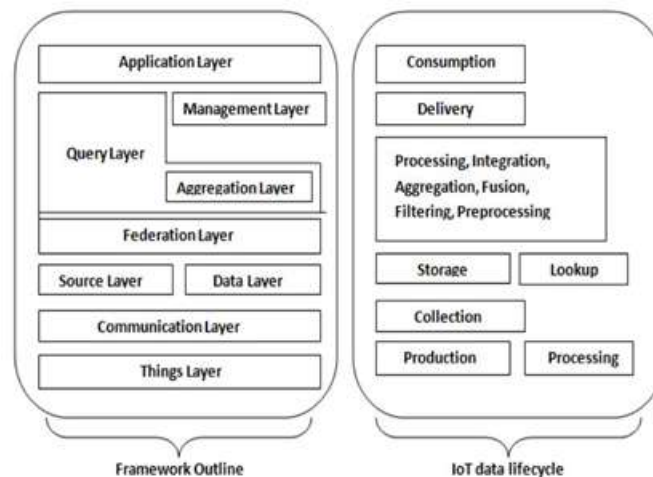 Application Layer
Management Layer
Query Layer
Aggregation Layer
Federation Layer
Source Layer
Data Layer
Communication Layer
Things Layer
Framework Outline
Consumption
Delivery
Processing, Integration,
Aggregation, Fusion,
Filtering, Preprocessing
Storage
Lookup
Collection
Production
Processing
IoT data lifecycle